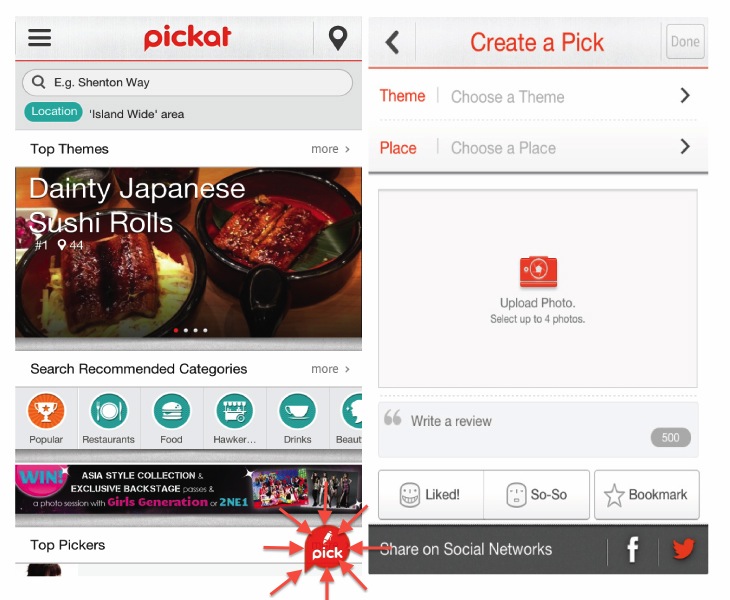 pickat
E.g. Shenton Way
Location 'Island Wide' area
Top Themes more >
Dainty Japanese
Sushi Rolls
#1 44
Search Recommended Categories more >
Popular Restaurants Food Hawker... Drinks Beaut
WIN! ASIA STYLE COLLECTION &
EXCLUSIVE BACKSTAGE passes &
a photo session with Girls Generation or 2NE1
Top Pickers
pick
Create a Pick Done
Theme | Choose a Theme
Place | Choose a Place
Upload Photo.
Select up to 4 photos.
Write a review
500
Liked! So-So Bookmark
Share on Social Networks f